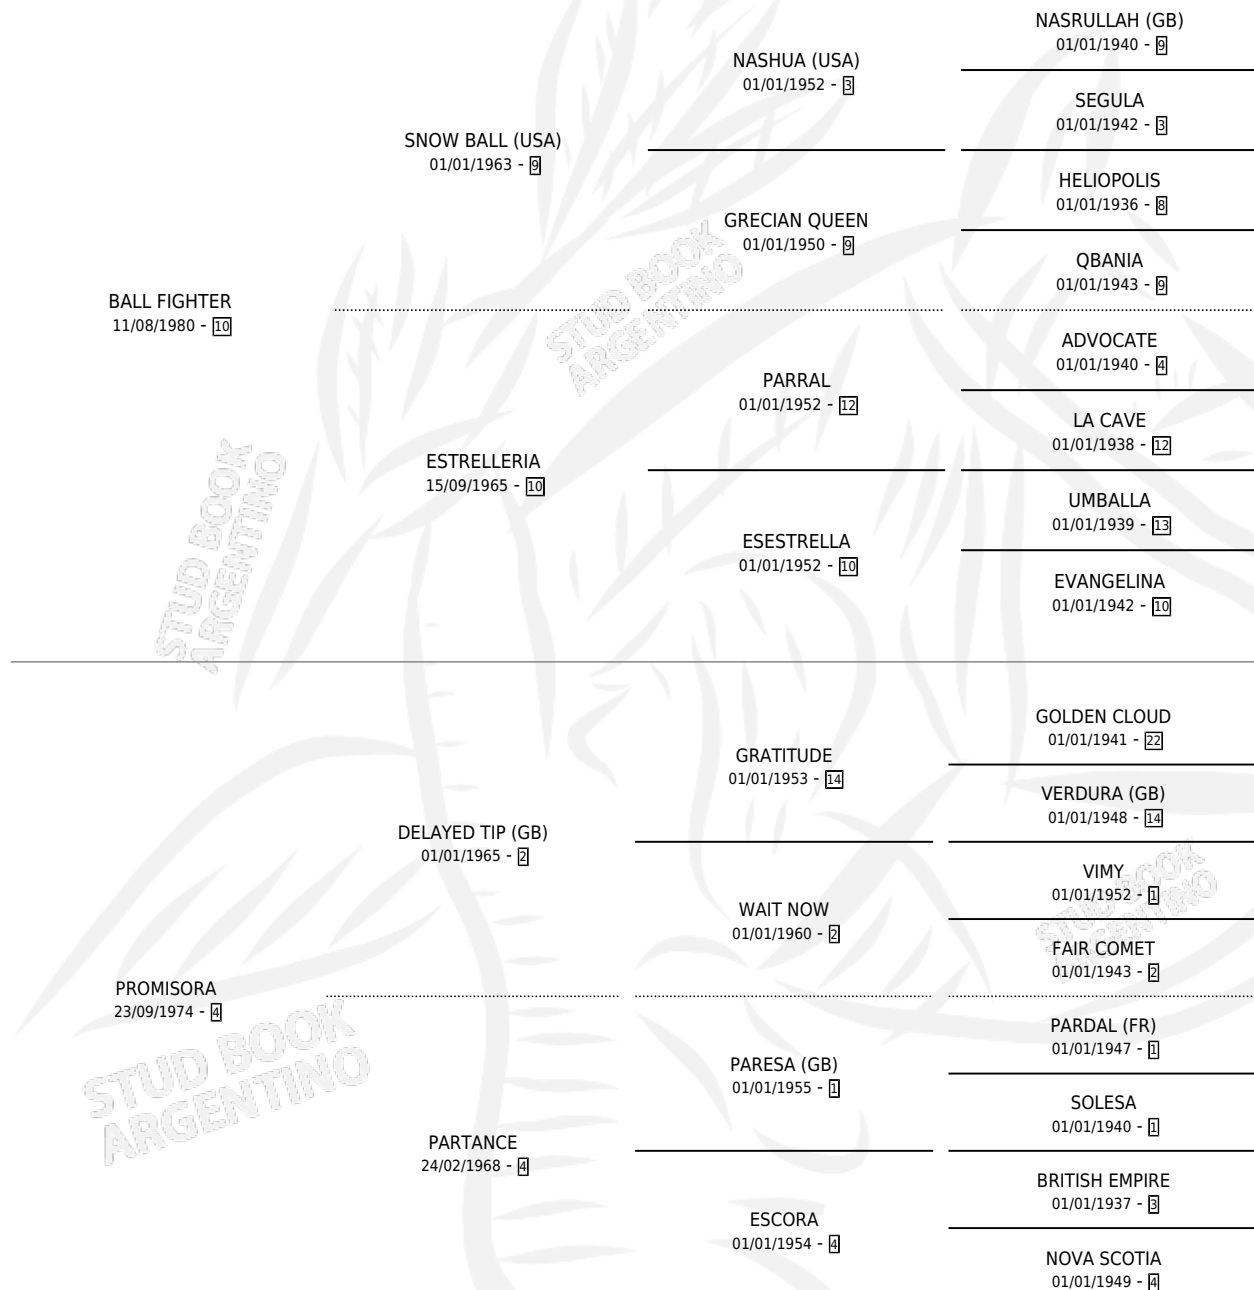 NASRULLAH (GB)
01/01/1940 - 9
NASHUA (USA)
01/01/1952 - 3
SEGULA
01/01/1942 - 3
SNOW BALL (USA)
01/01/1963 - 9
HELIOPOLIS
01/01/1936 - 8
GRECIAN QUEEN
01/01/1950 - 9
QBANIA
01/01/1943 - 9
BALL FIGHTER
11/08/1980 - 10
STUD BOOK
ARGENTINO
ADVOCATE
01/01/1940 - 4
PARRAL
01/01/1952 - 12
LA CAVE
01/01/1938 - 12
ESTRELLERIA
15/09/1965 - 10
UMBALLA
01/01/1939 - 13
ESESTRELLA
01/01/1952 - 10
EVANGELINA
01/01/1942 - 10
STUD BOOK
ARGENTINO
GOLDEN CLOUD
01/01/1941 - 22
GRATITUDE
01/01/1953 - 14
VERDURA (GB)
01/01/1948 - 14
DELAYED TIP (GB)
01/01/1965 - 2
VIMY
01/01/1952 - 1
WAIT NOW
01/01/1960 - 2
STUD BOOK
ARGENTINO
FAIR COMET
01/01/1943 - 2
PROMISORA
23/09/1974 - 4
PARDAL (FR)
01/01/1947 - 1
PARESA (GB)
01/01/1955 - 1
SOLESA
01/01/1940 - 1
STUD BOOK
ARGENTINO
PARTANCE
24/02/1968 - 4
BRITISH EMPIRE
01/01/1937 - 3
ESCORA
01/01/1954 - 4
NOVA SCOTIA
01/01/1949 - 4